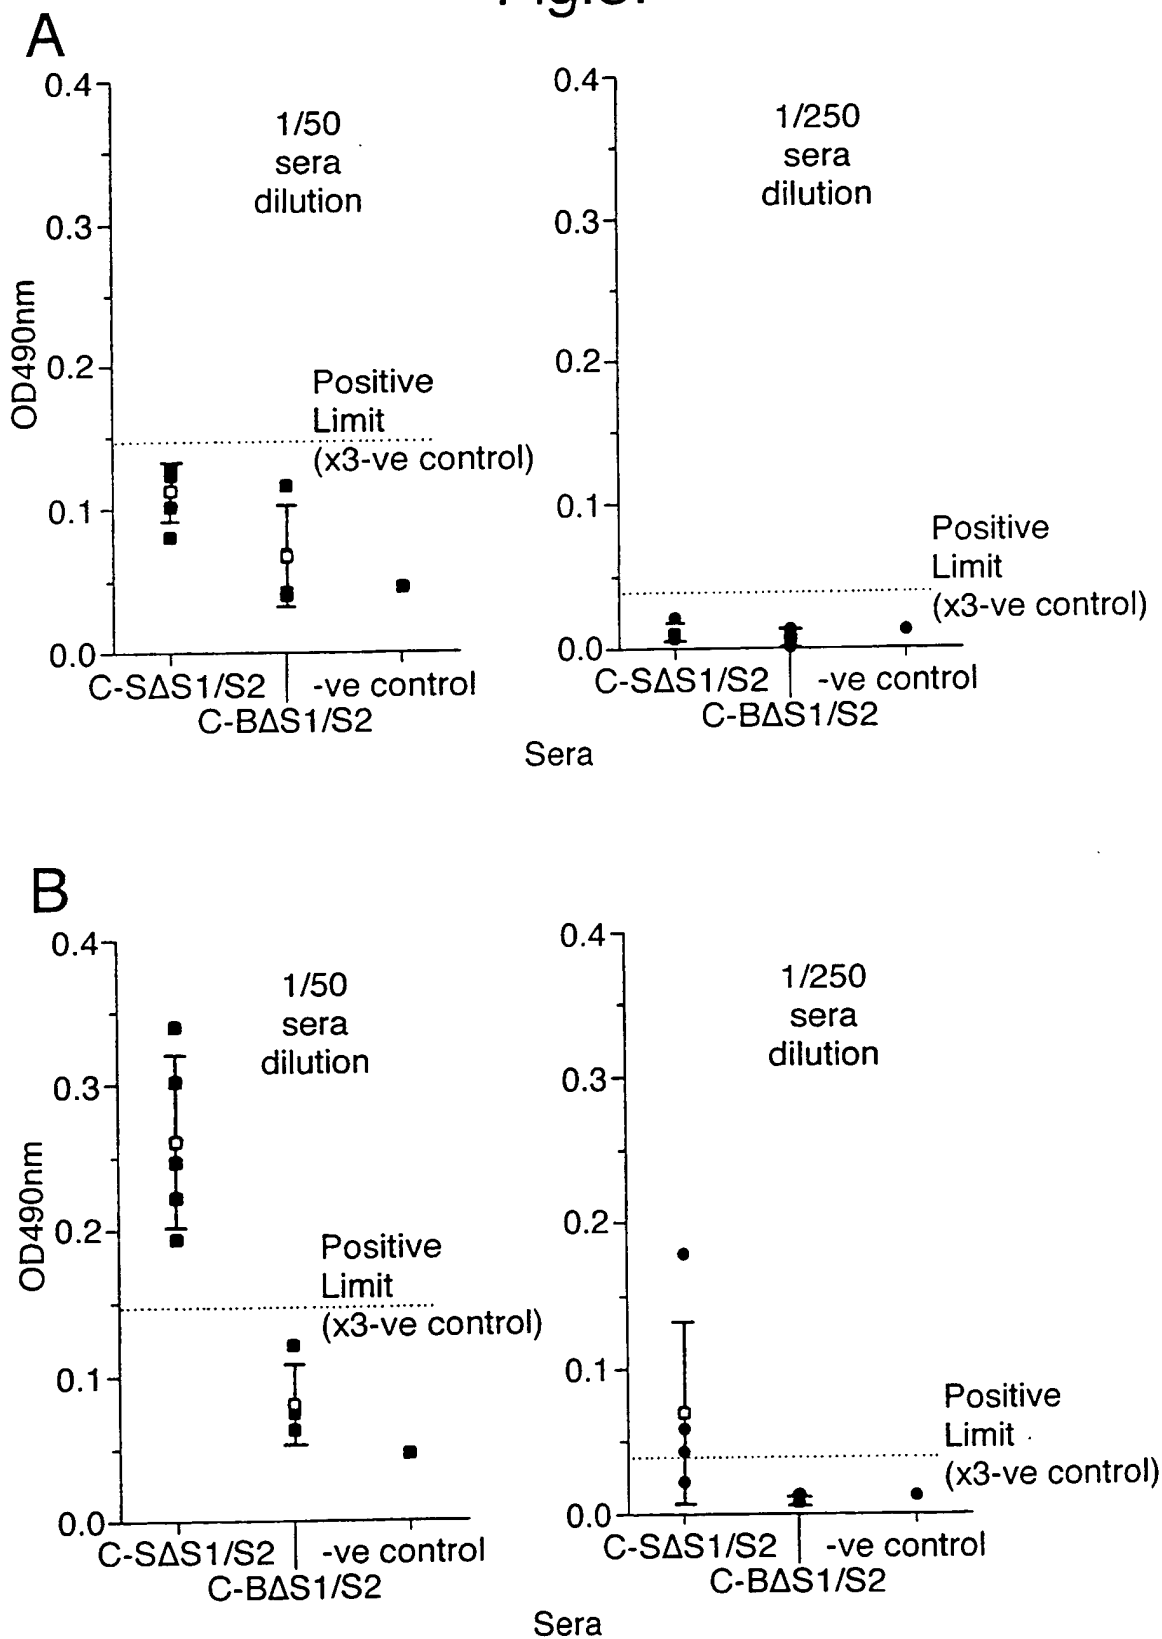 A
0.4
0.3
0.2
0.1
0.0
OD490nm
1/50
sera
dilution
Positive
Limit
(x3-ve control)
C-SΔS1/S2
-ve control
C-BΔS1/S2
0.4
0.3
0.2
0.1
0.0
1/250
sera
dilution
Positive
Limit
(x3-ve control)
C-SΔS1/S2
-ve control
C-BΔS1/S2
Sera
B
0.4
0.3
0.2
0.1
0.0
OD490nm
1/50
sera
dilution
Positive
Limit
(x3-ve control)
C-SΔS1/S2
-ve control
C-BΔS1/S2
0.4
0.3
0.2
0.1
0.0
1/250
sera
dilution
Positive
Limit
(x3-ve control)
C-SΔS1/S2
-ve control
C-BΔS1/S2
Sera